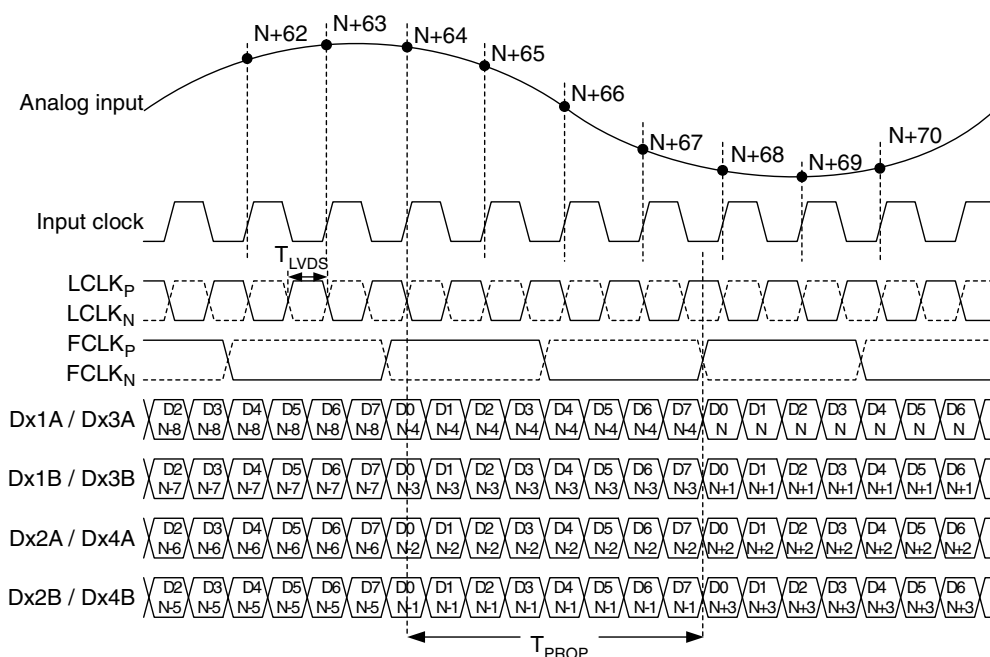 N+62
N+63
N+64
N+65
N+66
N+67
N+68
N+69
N+70
Analog input
Input clock
TLVDS
LCLKP
LCLKN
FCLKP
FCLKN
Dx1A / Dx3A
D2 D3 D4 D5 D6 D7 D0 D1 D2 D3 D4 D5 D6 D7 D0 D1 D2 D3 D4 D5 D6
N-8 N-8 N-8 N-8 N-8 N-8 N-4 N-4 N-4 N-4 N-4 N-4 N-4 N-4 N N N N N N N
Dx1B / Dx3B
D2 D3 D4 D5 D6 D7 D0 D1 D2 D3 D4 D5 D6 D7 D0 D1 D2 D3 D4 D5 D6
N-7 N-7 N-7 N-7 N-7 N-7 N-3 N-3 N-3 N-3 N-3 N-3 N-3 N-3 N+1 N+1 N+1 N+1 N+1 N+1 N+1
Dx2A / Dx4A
D2 D3 D4 D5 D6 D7 D0 D1 D2 D3 D4 D5 D6 D7 D0 D1 D2 D3 D4 D5 D6
N-6 N-6 N-6 N-6 N-6 N-6 N-2 N-2 N-2 N-2 N-2 N-2 N-2 N-2 N+2 N+2 N+2 N+2 N+2 N+2 N+2
Dx2B / Dx4B
D2 D3 D4 D5 D6 D7 D0 D1 D2 D3 D4 D5 D6 D7 D0 D1 D2 D3 D4 D5 D6
N-5 N-5 N-5 N-5 N-5 N-5 N-1 N-1 N-1 N-1 N-1 N-1 N-1 N-1 N+3 N+3 N+3 N+3 N+3 N+3 N+3
TPROP